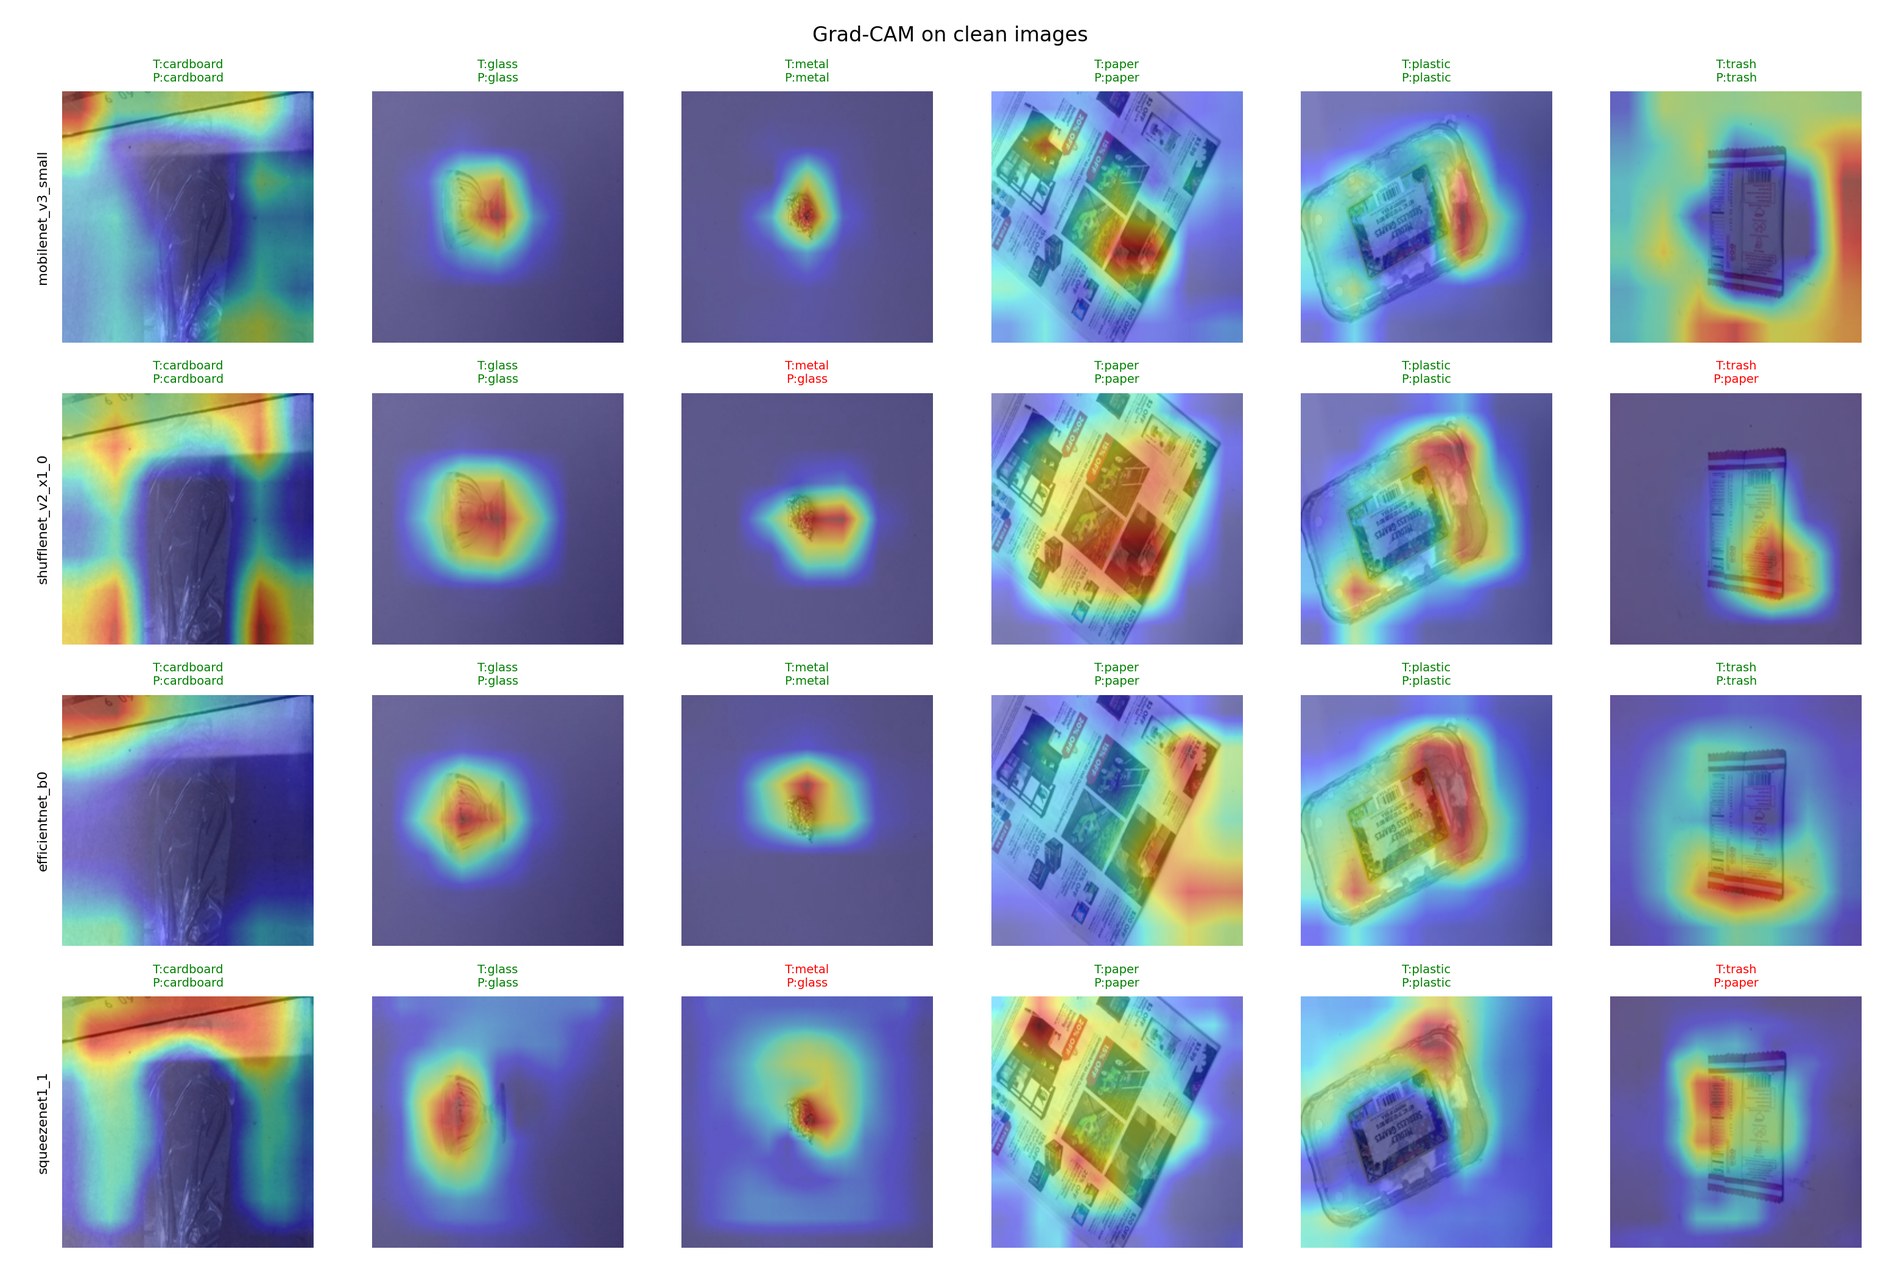 Grad-CAM on clean images
T:cardboard
P:cardboard
T:glass
P:glass
T:metal
P:metal
T:paper
P:paper
T:plastic
P:plastic
T:trash
P:trash
mobilenet_v3_small
T:cardboard
P:cardboard
T:glass
P:glass
T:metal
P:glass
T:paper
P:paper
T:plastic
P:plastic
T:trash
P:paper
shufflenet_v2_x1_0
T:cardboard
P:cardboard
T:glass
P:glass
T:metal
P:metal
T:paper
P:paper
T:plastic
P:plastic
T:trash
P:trash
efficientnet_b0
T:cardboard
P:cardboard
T:glass
P:glass
T:metal
P:glass
T:paper
P:paper
T:plastic
P:plastic
T:trash
P:paper
squeezenet1_1